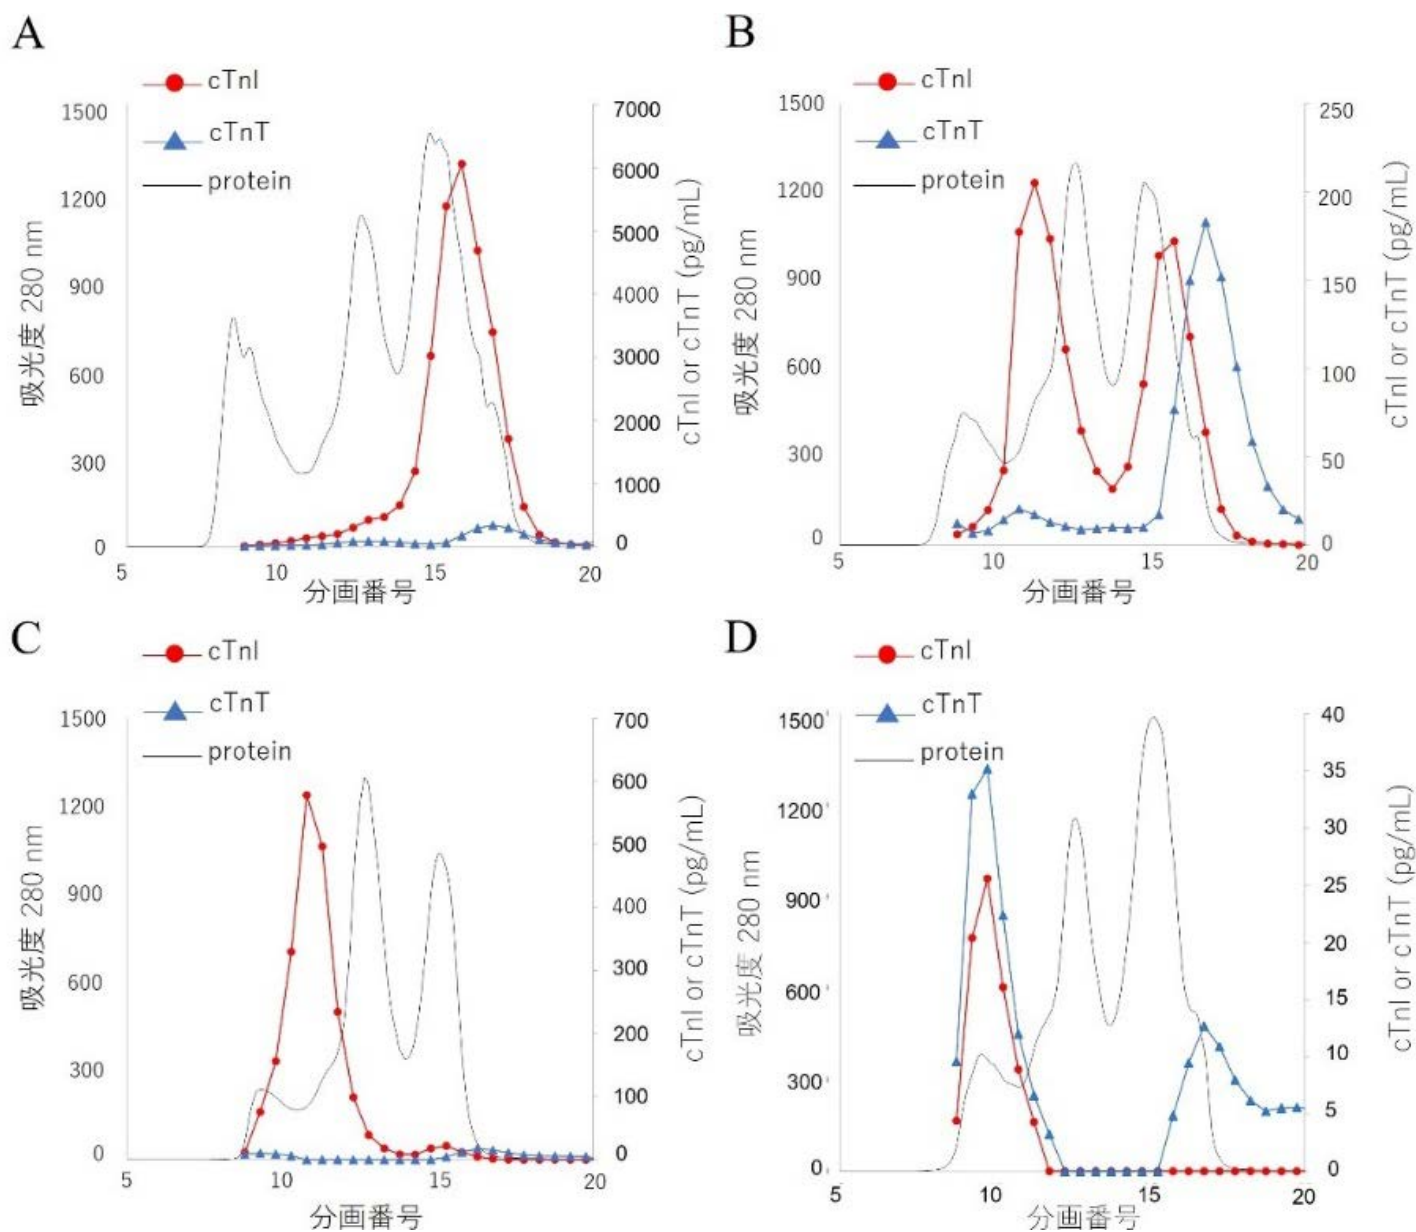 A
cTnI
cTnT
protein
1500
1200
900
600
300
0
吸光度 280 nm
7000
6000
5000
4000
3000
2000
1000
0
cTnI or cTnT (pg/mL)
5
10
15
20
分画番号
B
cTnI
cTnT
protein
1500
1200
900
600
300
0
吸光度 280 nm
250
200
150
100
50
0
cTnI or cTnT (pg/mL)
10
15
20
分画番号
C
cTnI
cTnT
protein
1500
1200
900
600
300
0
吸光度 280 nm
700
600
500
400
300
200
100
0
cTnI or cTnT (pg/mL)
5
10
15
20
分画番号
D
cTnI
cTnT
protein
1500
1200
900
600
300
0
吸光度 280 nm
40
35
30
25
20
15
10
5
0
cTnI or cTnT (pg/mL)
5
10
15
20
分画番号